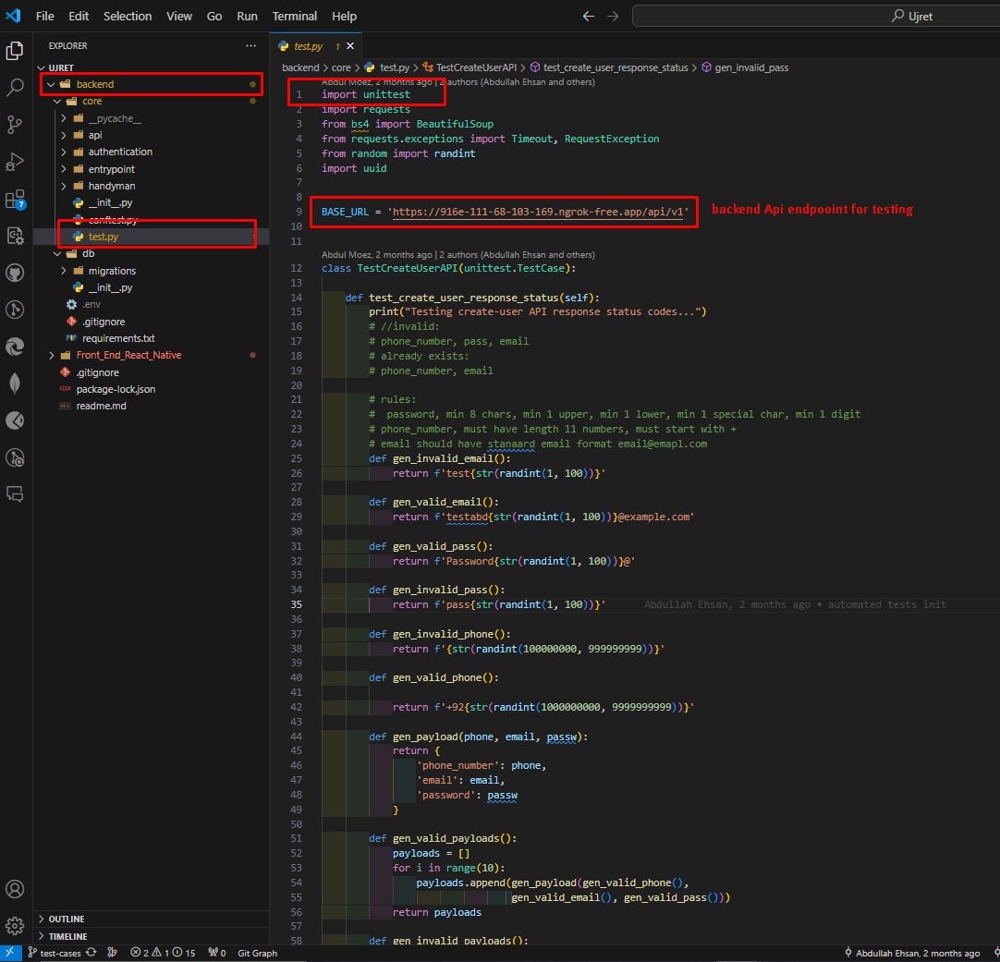 File Edit Selection View Go Run Terminal Help
Ujret
EXPLORER
UJRET
backend
core
__pycache__
api
authentication
entrypoint
handyman
__init__.py
conftest.py
test.py
db
migrations
__init__.py
.env
.gitignore
requirements.txt
Front_End_React_Native
.gitignore
package-lock.json
readme.md
OUTLINE
TIMELINE
7
test.py 1
backend > core > test.py > TestCreateUserAPI > test_create_user_response_status > gen_invalid_pass
Abdul Moez, 2 months ago | 2 authors (Abdullah Ehsan and others)
1 import unittest
2 import requests
3 from bs4 import BeautifulSoup
4 from requests.exceptions import Timeout, RequestException
5 from random import randint
6 import uuid
7
8
9 BASE_URL = 'https://916e-111-68-103-169.ngrok-free.app/api/v1'
backend Api endpooint for testing
10
11
Abdul Moez, 2 months ago | 2 authors (Abdullah Ehsan and others)
12 class TestCreateUserAPI(unittest.TestCase):
13
14 def test_create_user_response_status(self):
15 print("Testing create-user API response status codes...")
16 # //invalid:
17 # phone_number, pass, email
18 # already exists:
19 # phone_number, email
20
21 # rules:
22 #  password, min 8 chars, min 1 upper, min 1 lower, min 1 special char, min 1 digit
23 # phone_number, must have length 11 numbers, must start with +
24 # email should have stanaard email format email@emapl.com
25 def gen_invalid_email():
26 return f'test{str(randint(1, 100))}'
27
28 def gen_valid_email():
29 return f'testabd{str(randint(1, 100))}@example.com'
30
31 def gen_valid_pass():
32 return f'Password{str(randint(1, 100))}@'
33
34 def gen_invalid_pass():
35 return f'pass{str(randint(1, 100))}' Abdullah Ehsan, 2 months ago • automated tests init
36
37 def gen_invalid_phone():
38 return f'{str(randint(100000000, 999999999))}'
39
40 def gen_valid_phone():
41
42 return f'+92{str(randint(1000000000, 9999999999))}'
43
44 def gen_payload(phone, email, passw):
45 return {
46 'phone_number': phone,
47 'email': email,
48 'password': passw
49 }
50
51 def gen_valid_payloads():
52 payloads = []
53 for i in range(10):
54 payloads.append(gen_payload(gen_valid_phone(),
55 gen_valid_email(), gen_valid_pass()))
56 return payloads
57
58 def gen_invalid_payloads():
test-cases 2 1 15 0 Git Graph Abdullah Ehsan, 2 months ago